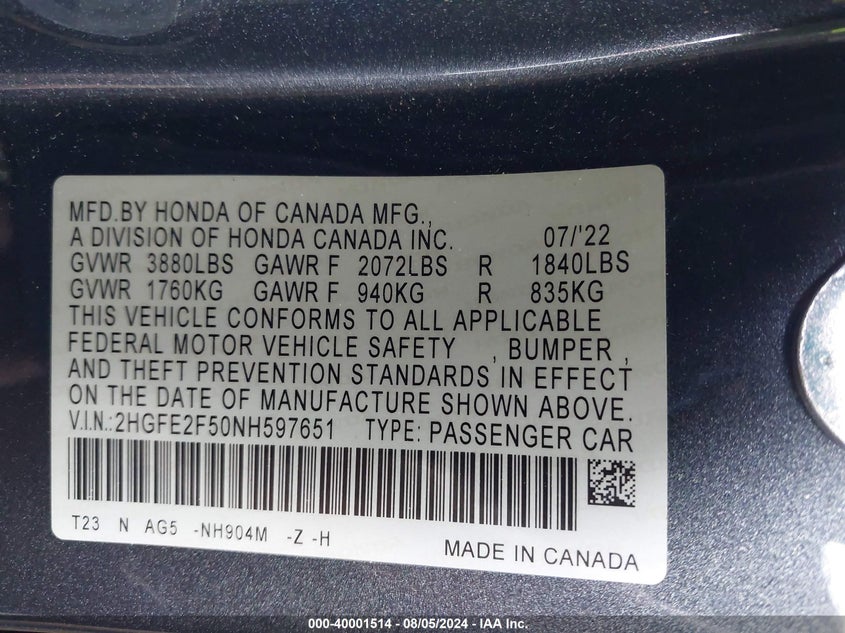 MFD.BY HONDA OF CANADA MFG.,
A DIVISION OF HONDA CANADA INC. 07/'22
GVWR 3880LBS GAWR F 2072LBS R 1840LBS
GVWR 1760KG GAWR F 940KG R 835KG
THIS VEHICLE CONFORMS TO ALL APPLICABLE
FEDERAL MOTOR VEHICLE SAFETY , BUMPER ,
AND THEFT PREVENTION STANDARDS IN EFFECT
ON THE DATE OF MANUFACTURE SHOWN ABOVE.
V.I.N.:2HGFE2F50NH597651 TYPE: PASSENGER CAR
T23 N AG5 -NH904M -Z -H
MADE IN CANADA
000-40001514 - 08/05/2024 - IAA Inc.